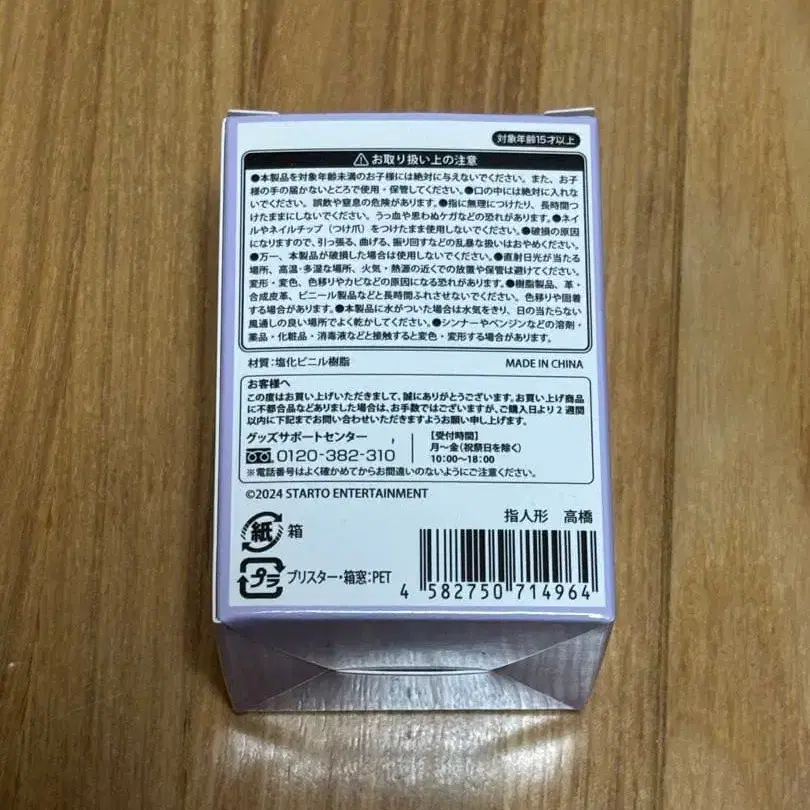 対象年齢15才以上
⚠お取り扱い上の注意
●本製品を対象年齢未満のお子様には絶対に与えないでください。また、お子
様の手の届かないところで使用・保管してください。●口の中には絶対に入れな
いでください。誤飲や窒息の危険があります。●指に無理につけたり、長時間つ
けたままにしないでください。うっ血や思わぬケガなどの恐れがあります。●ネイ
ルやネイルチップ（つけ爪）をつけたまま使用しないでください。●破損の原因
になりますので、引っ張る、曲げる、振り回すなどの乱暴な扱いはおやめください。
●万一、本製品が破損した場合は使用しないでください。●直射日光が当たる
場所、高温・多湿な場所、火気・熱源の近くでの放置や保管は避けてください。
変形・変色、色移りやカビなどの原因になる恐れがあります。●樹脂製品、革・
合成皮革、ビニール製品などと長時間ふれさせないでください。色移りや固着
する場合があります。●本製品に水がついた場合は水気をきり、日の当たらない
風通しの良い場所でよく乾かしてください。●シンナーやベンジンなどの溶剤・
薬品・化粧品・消毒液などと接触すると変色・変形する場合があります。
材質：塩化ビニル樹脂 MADE IN CHINA
お客様へ
この度はお買い上げいただきまして、誠にありがとうございます。お買い上げ商品
に不都合品などありました場合は、お手数ではございますが、ご購入日より2週間
以内に下記までお問い合わせいただきますようお願い申し上げます。
グッズサポートセンター
0120-382-310
【受付時間】
月～金（祝祭日を除く）
10:00～18:00
※電話番号はよく確かめてからお間違いのないようにご注意ください。
©2024 STARTO ENTERTAINMENT
指人形 高橋
紙 箱
プラ ブリスター・箱窓：PET
4 582750 714964